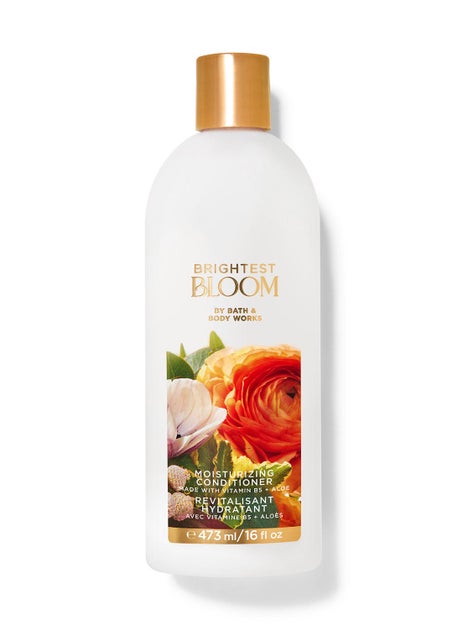 BRIGHTEST
BLOOM
BY BATH &
BODY WORKS
MOISTURIZING
CONDITIONER
MADE WITH VITAMIN B5 + ALOE
REVITALISANT
HYDRATANT
AVEC VITAMINE B5 + ALOÈS
℮ 473 ml/16 fl oz